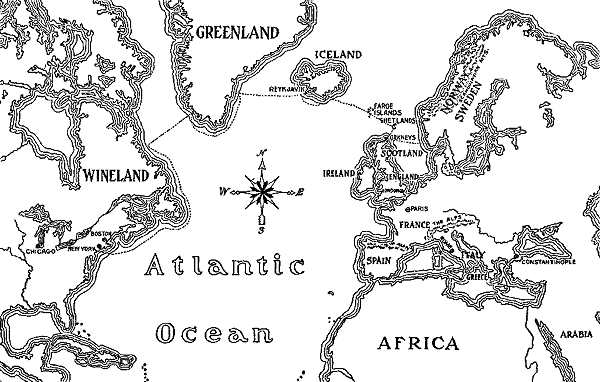 GREENLAND
ICELAND
REYKJAVIK
FAROE
ISLANDS
SHETLANDS
ORKNEYS
NORWAY
SWEDEN
SCOTLAND
IRELAND
ENGLAND
LONDON
WINELAND
N
W E
S
PARIS
FRANCE
THE ALPS
BOSTON
NEW YORK
CHICAGO
SPAIN
ITALY
GREECE
CONSTANTINOPLE
Atlantic
Ocean
AFRICA
ARABIA